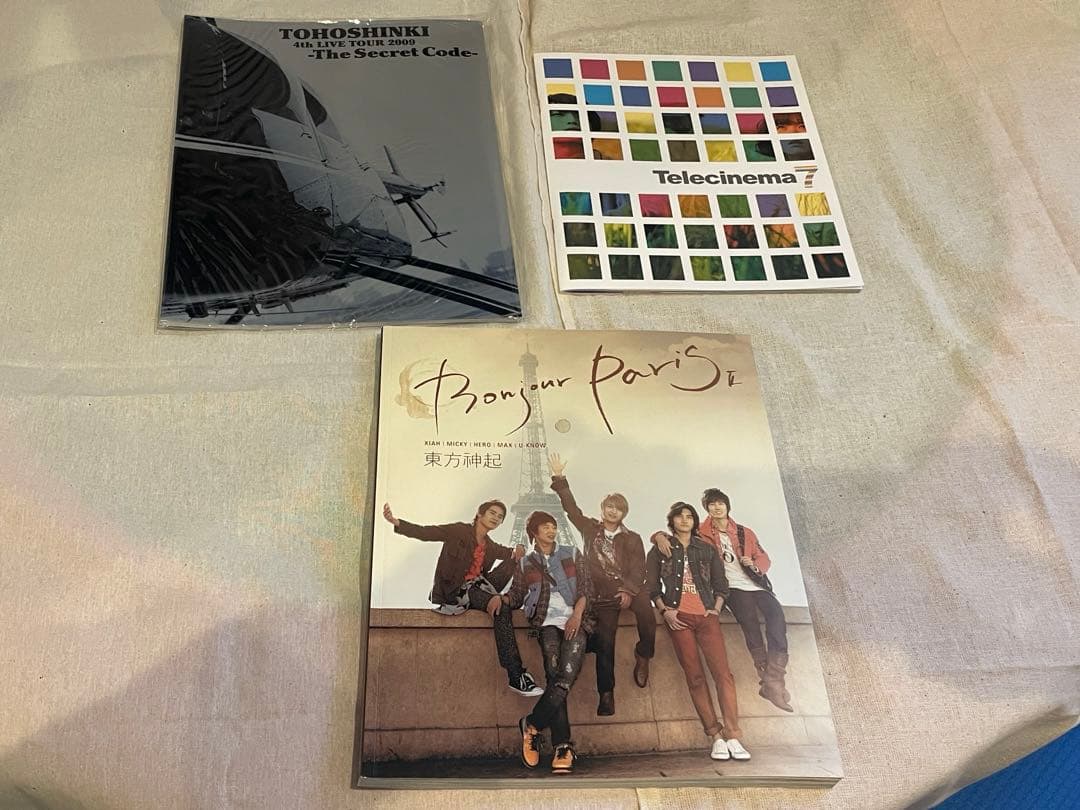 TOHOSHINKI
4th LIVE TOUR 2009
-The Secret Code-
Telecinema7
Bonjour Paris II
XIAH | MICKY | HERO | MAX | U-KNOW
東方神起